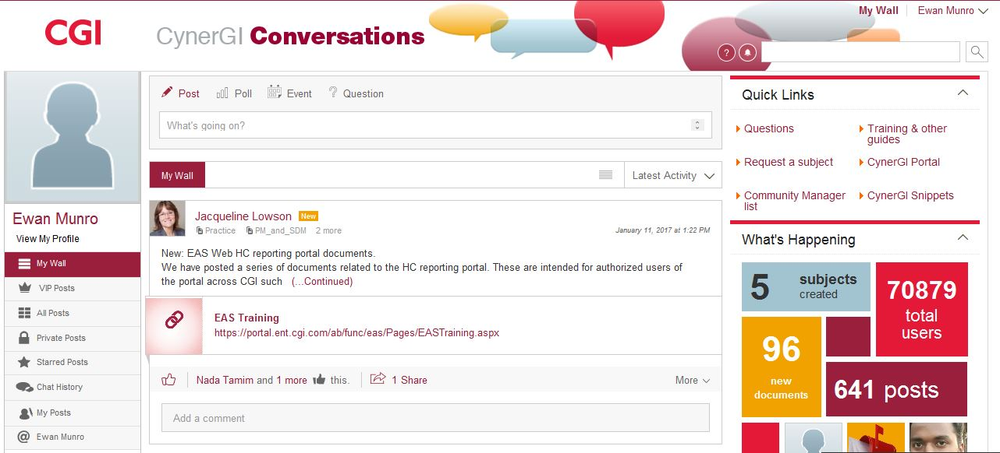 My Wall
Ewan Munro
CGI
CynerGI Conversations
?
Post
Poll
Event
Question
What's going on?
My Wall
Latest Activity
Ewan Munro
View My Profile
My Wall
VIP Posts
All Posts
Private Posts
Starred Posts
Chat History
My Posts
@ Ewan Munro
Jacqueline Lowson New
Practice PM_and_SDM 2 more
January 11, 2017 at 1:22 PM
New: EAS Web HC reporting portal documents.
We have posted a series of documents related to the HC reporting portal. These are intended for authorized users of
the portal across CGI such (...Continued)
EAS Training
https://portal.ent.cgi.com/ab/func/eas/Pages/EASTraining.aspx
Nada Tamim and 1 more this.
1 Share
More
Add a comment
Quick Links
Questions
Training & other
guides
Request a subject
CynerGI Portal
Community Manager
list
CynerGI Snippets
What's Happening
5 subjects
created
70879
total
users
96
new
documents
641 posts